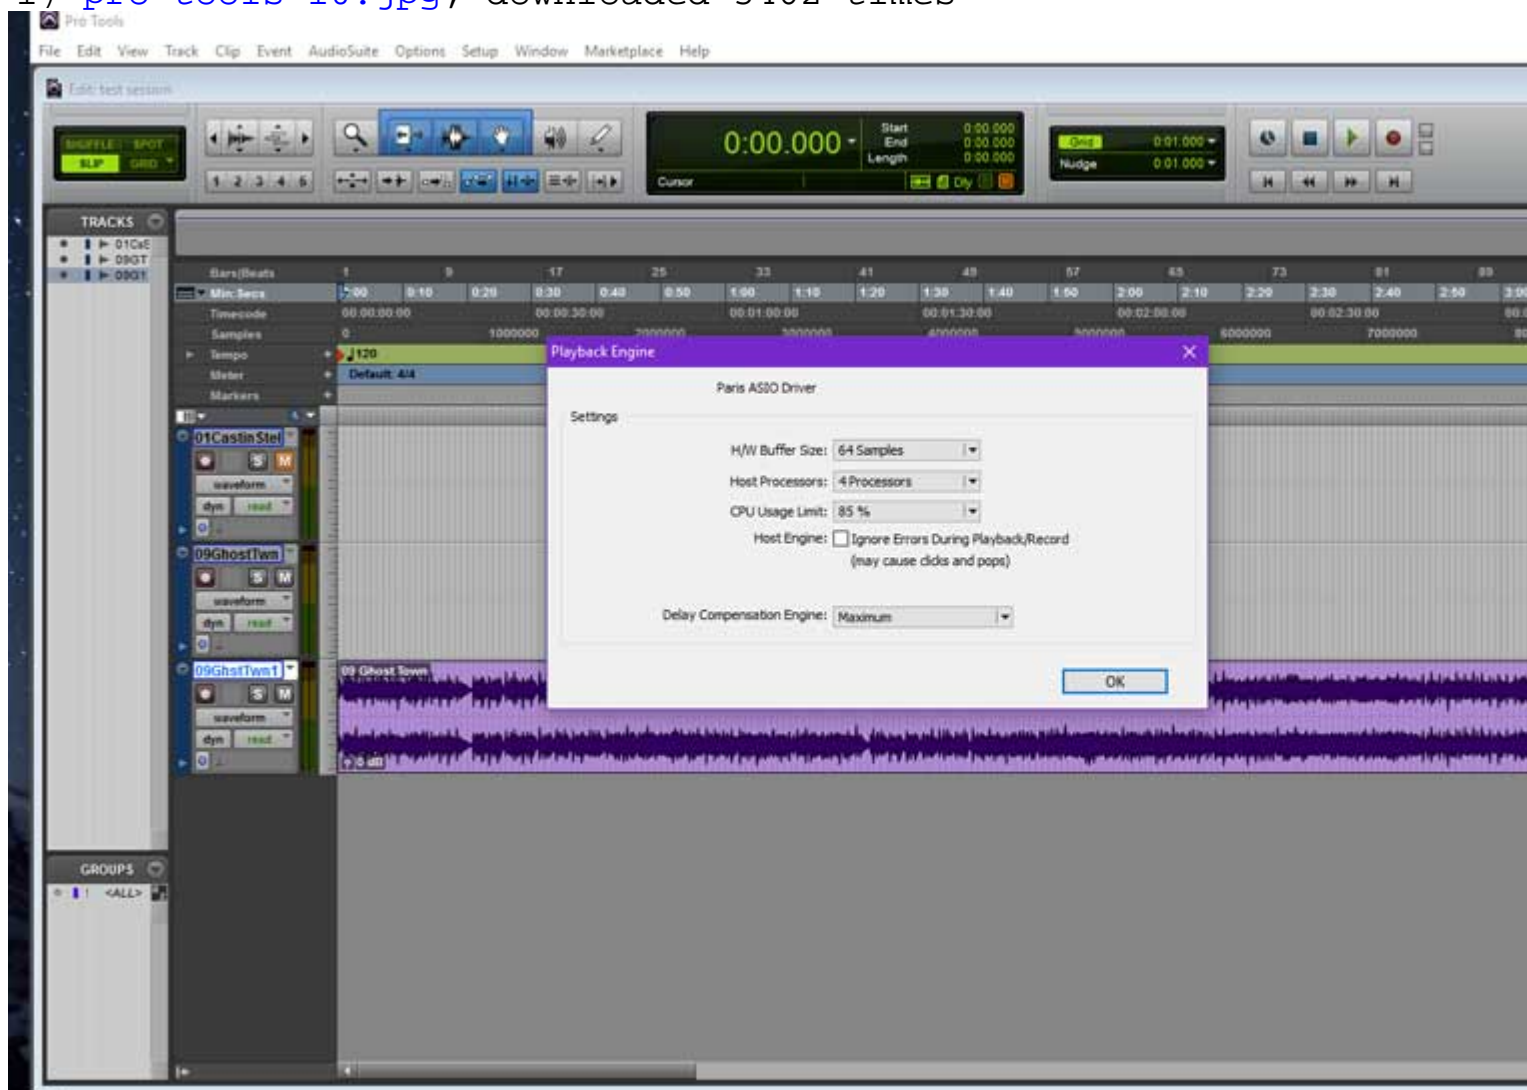 Pro Tools
File Edit View Track Clip Event AudioSuite Options Setup Window Marketplace Help
Edit: test session
SHUFFLE SPOT
SLIP GRID
1 2 3 4 5
0:00.000
Start 0:00.000
End 0:00.000
Length 0:00.000
Cursor
Dly
Grid 0:01.000
Nudge 0:01.000
TRACKS
01CaS
09GT
09G1
Bars|Beats 1 9 17 25 33 41 49 57 65 73 81 89
Min:Secs 0:00 0:10 0:20 0:30 0:40 0:50 1:00 1:10 1:20 1:30 1:40 1:50 2:00 2:10 2:20 2:30 2:40 2:50 3:00
Timecode 00:00:00:00 00:00:30:00 00:01:00:00 00:01:30:00 00:02:00:00 00:02:30:00
Samples 0 1000000 2000000 3000000 4000000 5000000 6000000 7000000
Tempo 120
Meter Default: 4/4
Markers
Playback Engine
Paris ASIO Driver
Settings
H/W Buffer Size: 64 Samples
Host Processors: 4 Processors
CPU Usage Limit: 85 %
Host Engine: Ignore Errors During Playback/Record
(may cause clicks and pops)
Delay Compensation Engine: Maximum
OK
01CastinStel
S M
waveform
dyn read
09GhostTwn
S M
waveform
dyn read
09GhstTwn1
S M
waveform
dyn read
09 Ghost Town
0 dB
GROUPS
! <ALL>